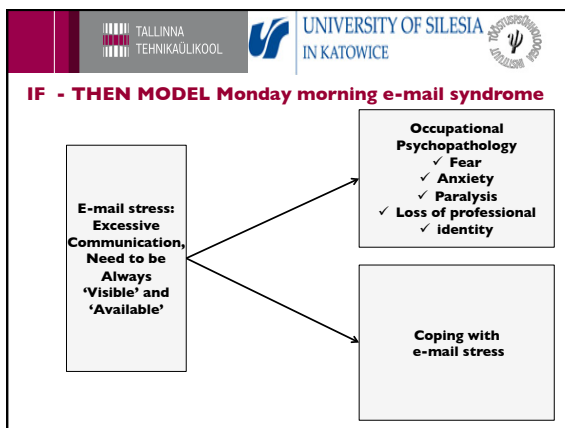 TALLINNA
TEHNIKAÜLIKOOL
UNIVERSITY OF SILESIA
IN KATOWICE
TÖÖSTUSPSÜHHOLOOGIA INSTITUUT
IF - THEN MODEL Monday morning e-mail syndrome
E-mail stress:
Excessive
Communication,
Need to be
Always
‘Visible’ and
‘Available’
Occupational
Psychopathology
✓ Fear
✓ Anxiety
✓ Paralysis
✓ Loss of professional
✓ identity
Coping with
e-mail stress